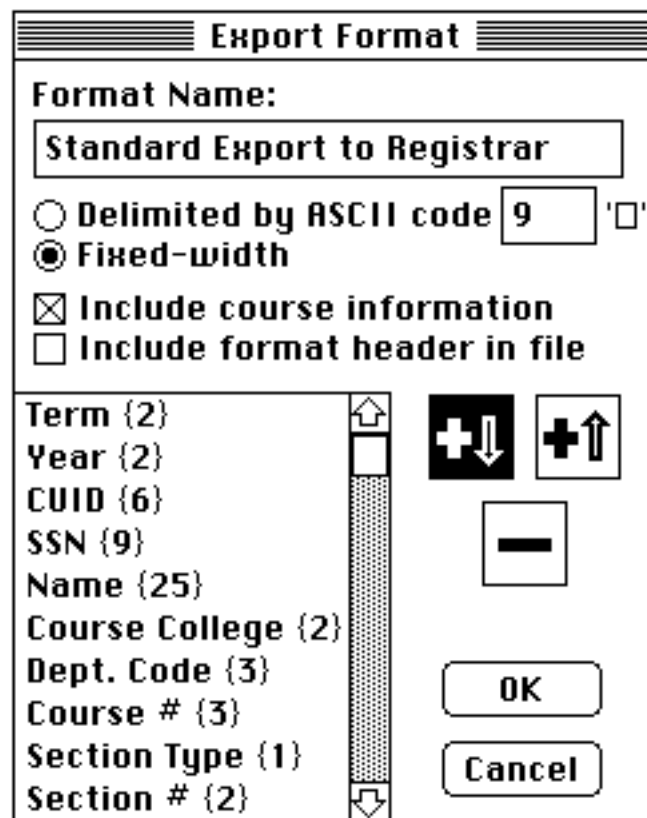 Export Format
Format Name:
Standard Export to Registrar
Delimited by ASCII code 9 '□'
Fixed-width
Include course information
Include format header in file
Term {2}
Year {2}
CUID {6}
SSN {9}
Name {25}
Course College {2}
Dept. Code {3}
Course # {3}
Section Type {1}
Section # {2}
OK
Cancel